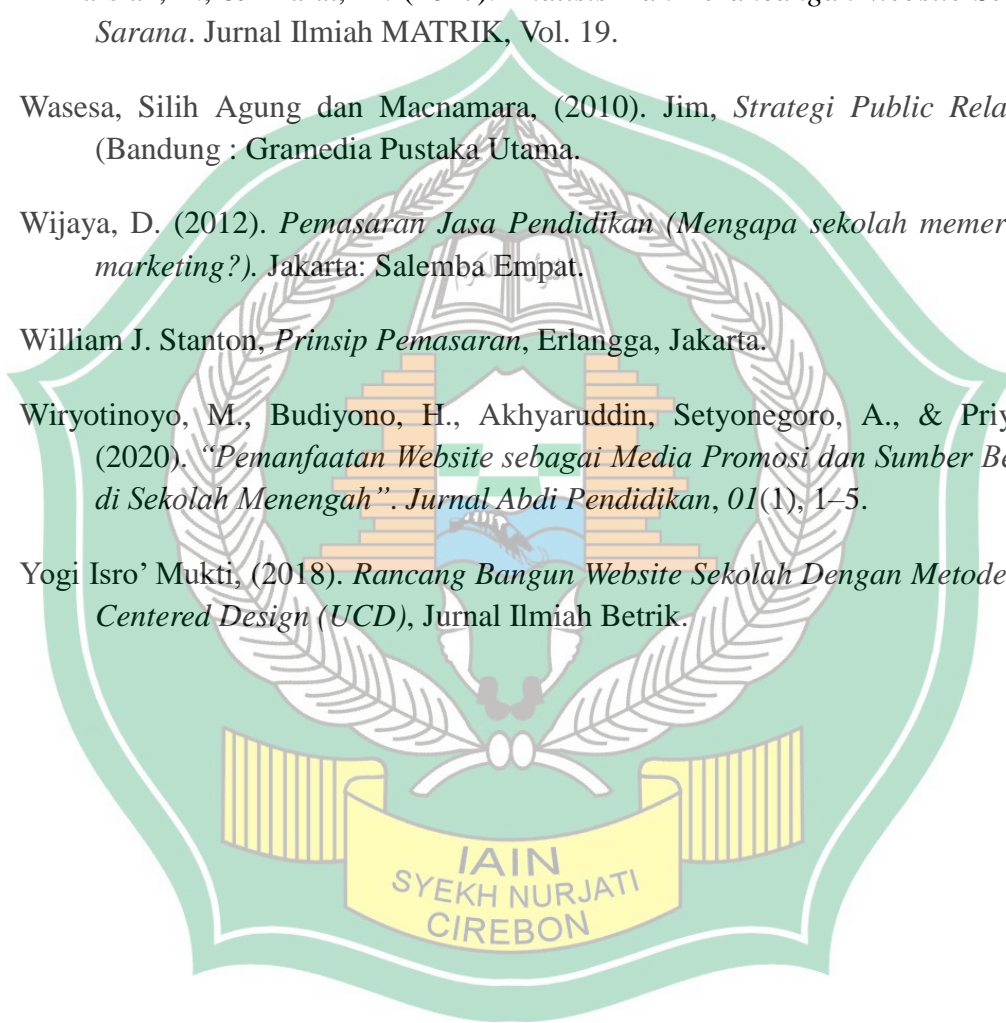 Sarana. Jurnal Ilmiah MATRIK, Vol. 19.
Wasesa, Silih Agung dan Macnamara, (2010). Jim, Strategi Public
(Bandung : Gramedia Pustaka Utama.
Wijaya, D. (2012). Pemasaran Jasa Pendidikan (Mengapa sekolah
marketing?). Jakarta: Salemba Empat.
William J. Stanton, Prinsip Pemasaran, Erlangga, Jakarta.
Wiryotinoyo, M., Budiyono, H., Akhyaruddin, Setyonegoro, A., &
(2020). “Pemanfaatan Website sebagai Media Promosi dan Sumber
di Sekolah Menengah”. Jurnal Abdi Pendidikan, 01(1), 1–5.
Yogi Isro’ Mukti, (2018). Rancang Bangun Website Sekolah Dengan Metode
Centered Design (UCD), Jurnal Ilmiah Betrik.
IAIN
SYEKH NURJATI
CIREBON